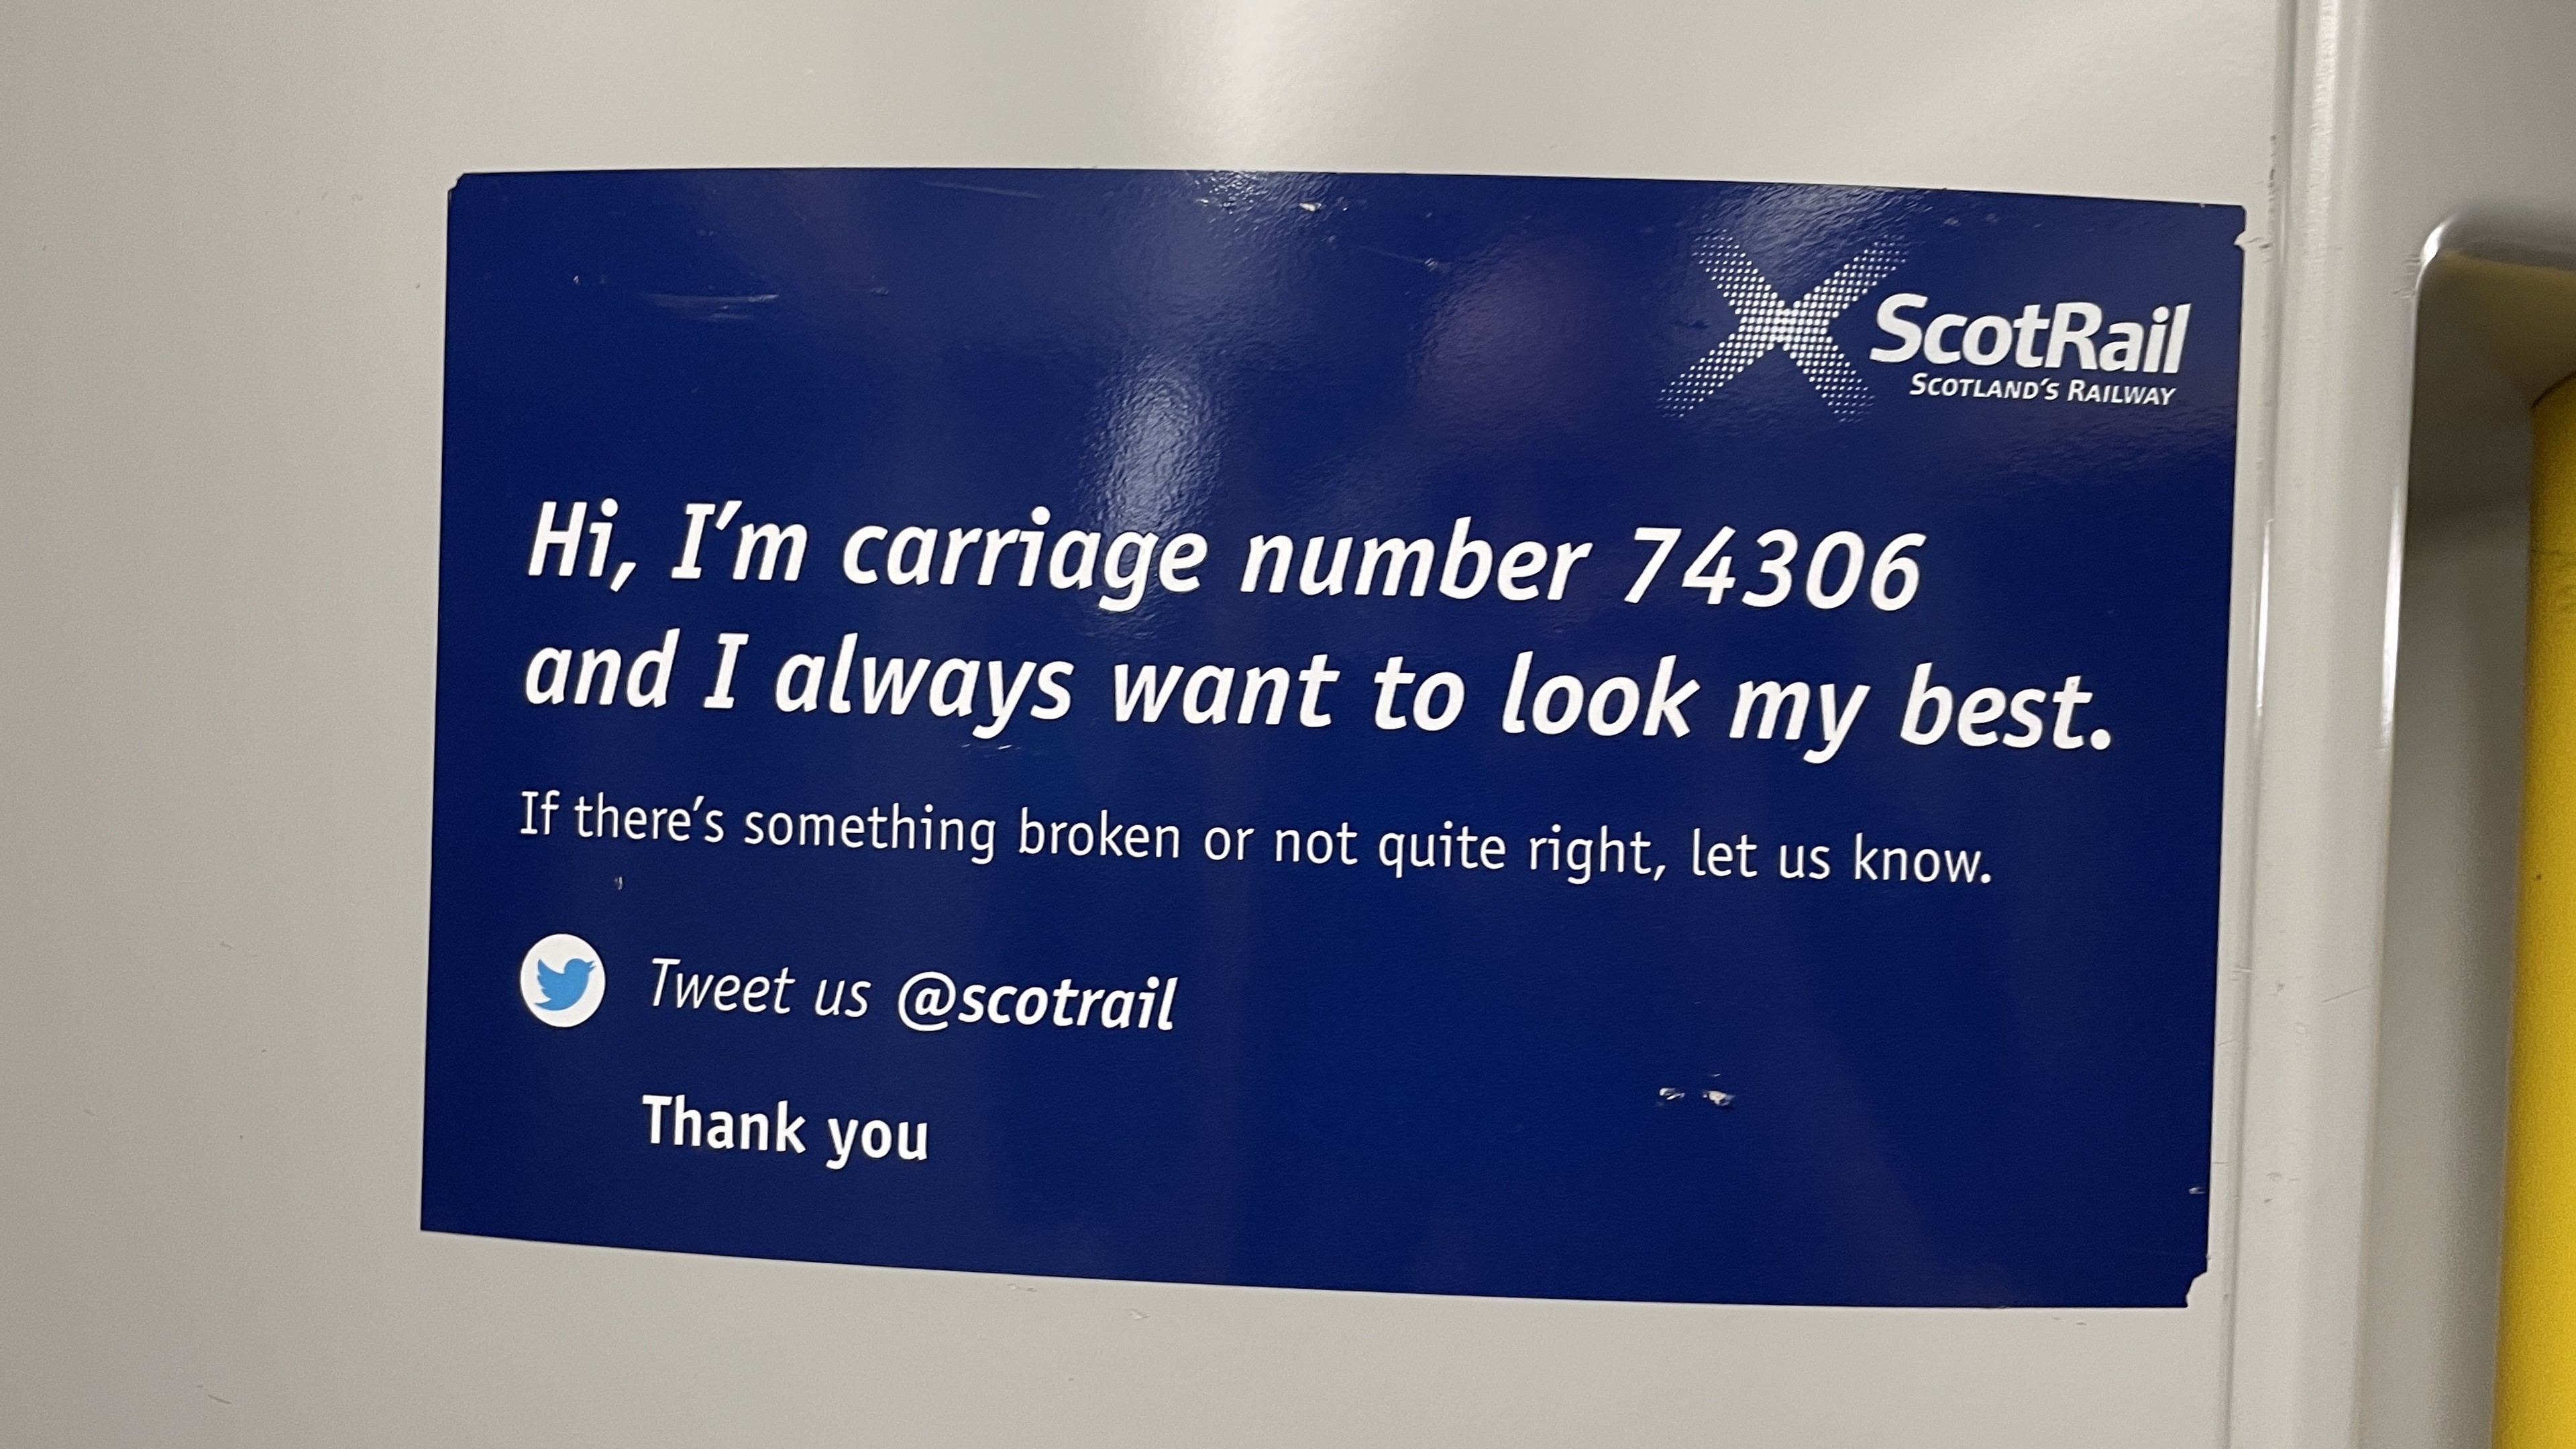 ScotRail
SCOTLAND'S RAILWAY
Hi, I'm carriage number 74306
and I always want to look my best.
If there's something broken or not quite right, let us know.
Tweet us @scotrail
Thank you